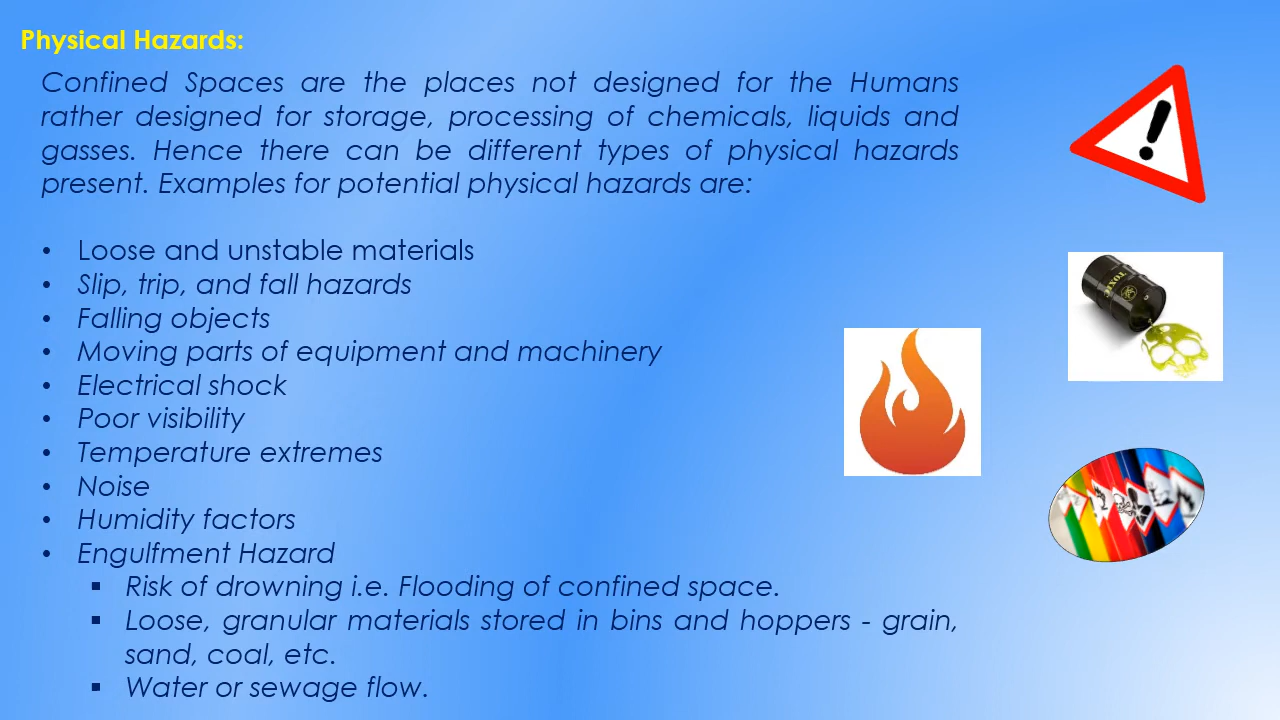 Physical Hazards:
Confined Spaces are the places not designed for the Humans
rather designed for storage, processing of chemicals, liquids and
gasses. Hence there can be different types of physical hazards
present. Examples for potential physical hazards are:
• Loose and unstable materials
• Slip, trip, and fall hazards
• Falling objects
• Moving parts of equipment and machinery
• Electrical shock
• Poor visibility
• Temperature extremes
• Noise
• Humidity factors
• Engulfment Hazard
▪ Risk of drowning i.e. Flooding of confined space.
▪ Loose, granular materials stored in bins and hoppers - grain,
sand, coal, etc.
▪ Water or sewage flow.
!
TOXIC